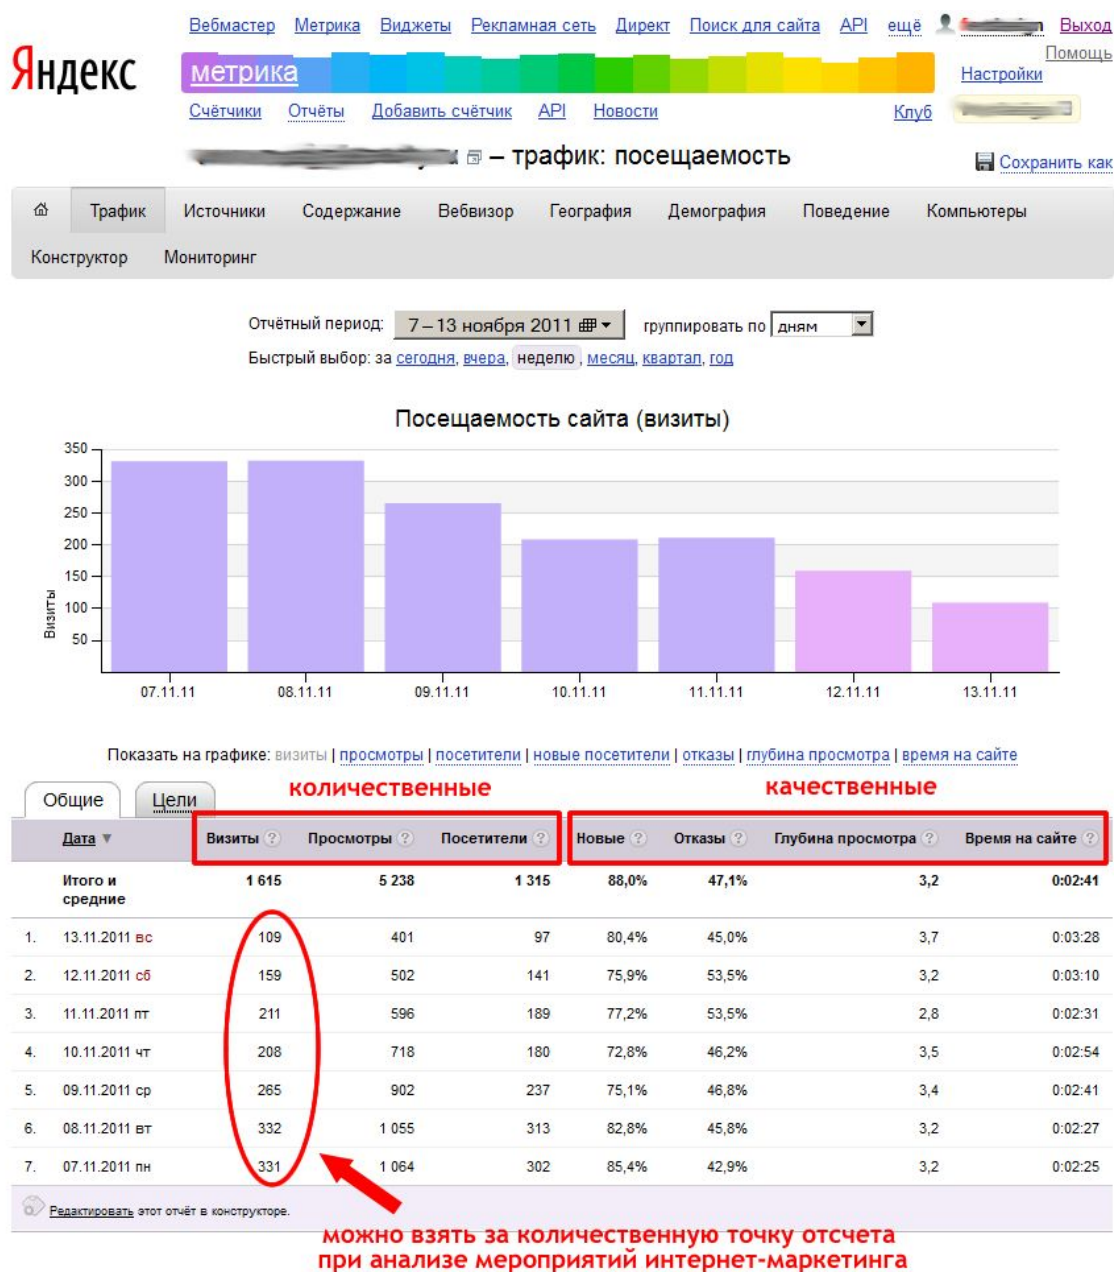 Вебмастер Метрика Виджеты Рекламная сеть Директ Поиск для сайта API ещё Выход
Яндекс
метрика
Помощь
Настройки
Счётчики Отчёты Добавить счётчик API Новости Клуб
– трафик: посещаемость
Сохранить как
Трафик Источники Содержание Вебвизор География Демография Поведение Компьютеры
Конструктор Мониторинг
Отчётный период: 7 – 13 ноября 2011 группировать по дням
Быстрый выбор: за сегодня, вчера, неделю, месяц, квартал, год
Посещаемость сайта (визиты)
350
300
250
200
150
100
50
Визиты
07.11.11 08.11.11 09.11.11 10.11.11 11.11.11 12.11.11 13.11.11
Показать на графике: визиты | просмотры | посетители | новые посетители | отказы | глубина просмотра | время на сайте
Общие Цели
количественные качественные
Дата ▼ Визиты ? Просмотры ? Посетители ? Новые ? Отказы ? Глубина просмотра ? Время на сайте ?
Итого и
средние 1 615 5 238 1 315 88,0% 47,1% 3,2 0:02:41
1. 13.11.2011 вс 109 401 97 80,4% 45,0% 3,7 0:03:28
2. 12.11.2011 сб 159 502 141 75,9% 53,5% 3,2 0:03:10
3. 11.11.2011 пт 211 596 189 77,2% 53,5% 2,8 0:02:31
4. 10.11.2011 чт 208 718 180 72,8% 46,2% 3,5 0:02:54
5. 09.11.2011 ср 265 902 237 75,1% 46,8% 3,4 0:02:41
6. 08.11.2011 вт 332 1 055 313 82,8% 45,8% 3,2 0:02:27
7. 07.11.2011 пн 331 1 064 302 85,4% 42,9% 3,2 0:02:25
Редактировать этот отчёт в конструкторе.
можно взять за количественную точку отсчета
при анализе мероприятий интернет-маркетинга